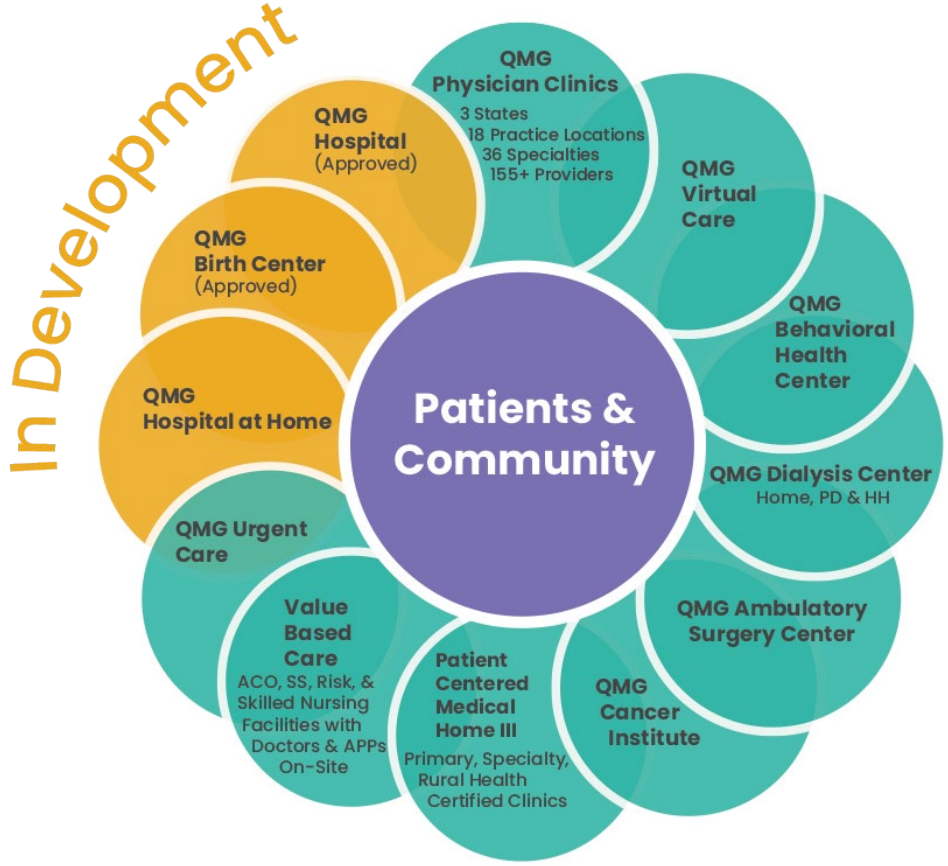 In Development
QMG
Physician Clinics
3 States
18 Practice Locations
36 Specialties
155+ Providers
QMG
Virtual
Care
QMG
Behavioral
Health
Center
QMG Dialysis Center
Home, PD & HH
QMG Ambulatory
Surgery Center
QMG
Cancer
Institute
Patient
Centered
Medical
Home III
Primary, Specialty,
Rural Health
Certified Clinics
Value
Based
Care
ACO, SS, Risk, &
Skilled Nursing
Facilities with
Doctors & APPs
On-Site
QMG Urgent
Care
QMG
Hospital at Home
QMG
Birth Center
(Approved)
QMG
Hospital
(Approved)
Patients &
Community